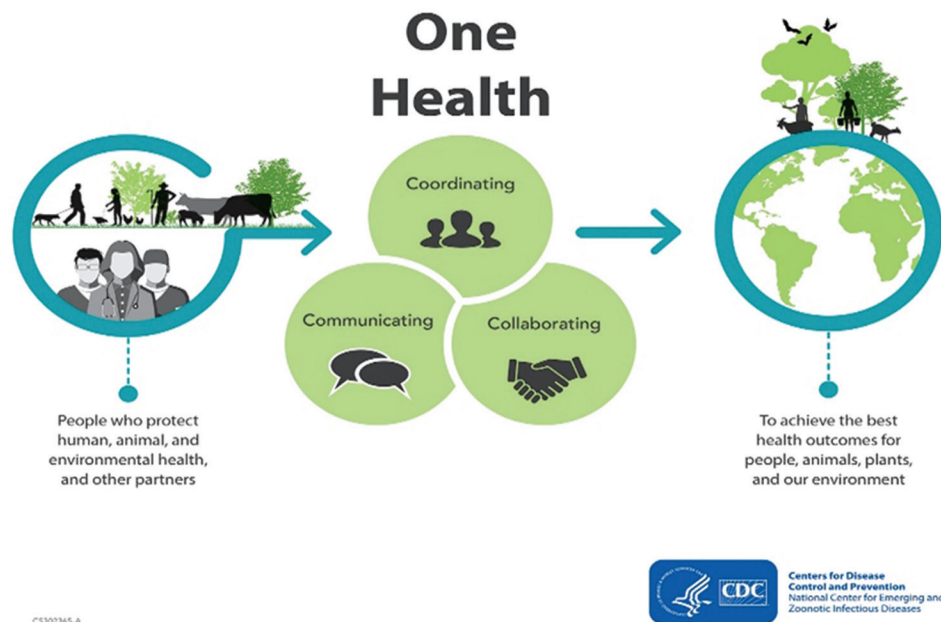 One
Health
Coordinating
Communicating
Collaborating
People who protect
human, animal, and
environmental health,
and other partners
To achieve the best
health outcomes for
people, animals, plants,
and our environment
CDC
Centers for Disease
Control and Prevention
National Center for Emerging and
Zoonotic Infectious Diseases
CS302365-A